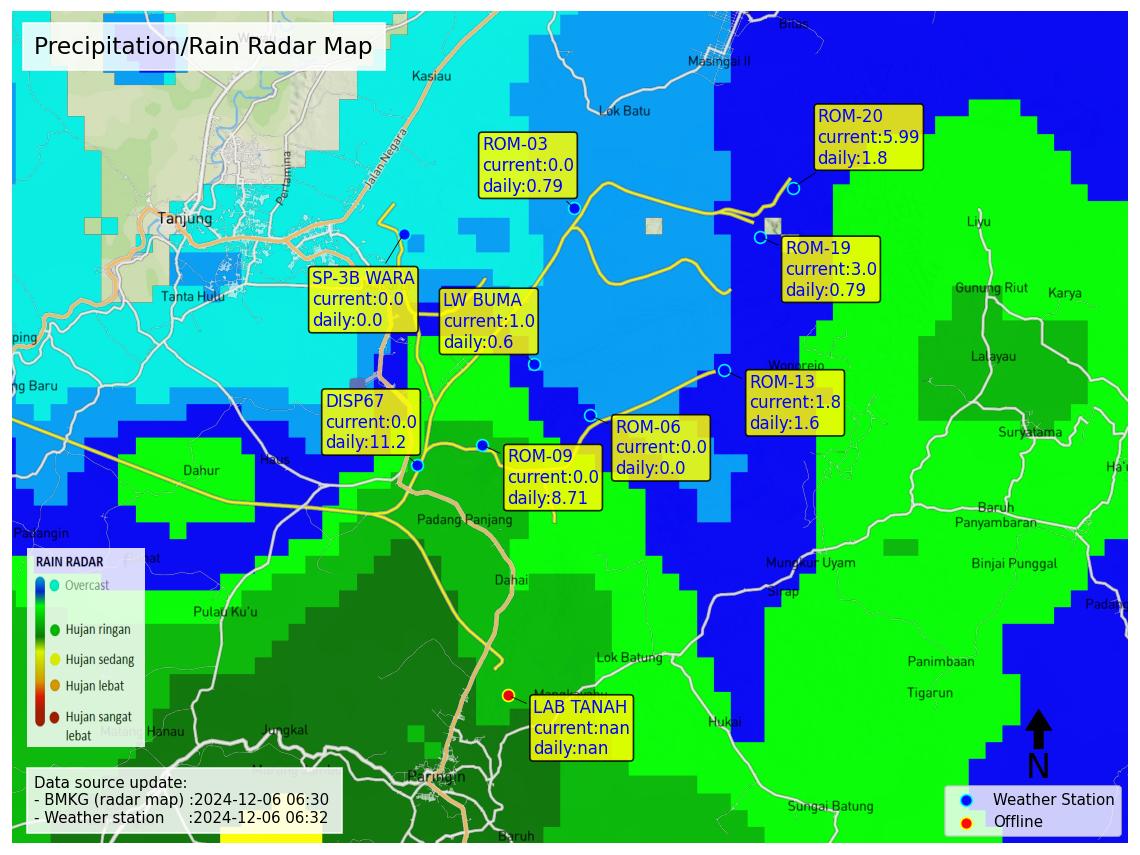 Precipitation/Rain Radar Map
Bilas
Masingai II
Kasiau
Lok Batu
Jalan Negara
Pertamina
Tanjung
Tanta Hulu
ROM-20
current:5.99
daily:1.8
ROM-03
current:0.0
daily:0.79
ROM-19
current:3.0
daily:0.79
SP-3B WARA
current:0.0
daily:0.0
LW BUMA
current:1.0
daily:0.6
Liyu
Gunung Riut
Karya
Lalayau
Wonorejo
ping
ng Baru
ROM-13
current:1.8
daily:1.6
DISP67
current:0.0
daily:11.2
ROM-06
current:0.0
daily:0.0
ROM-09
current:0.0
daily:8.71
Suryatama
Dahur
Haus
Baruh
Panyambaran
Padang Panjang
Padangin
Mungkur Uyam
Binjai Punggal
Sirap
Dahai
Pulau Ku'u
Padang
Lok Batung
Panimbaan
Tigarun
Mangkayahu
Hukai
LAB TANAH
current:nan
daily:nan
RAIN RADAR
Overcast
Hujan ringan
Hujan sedang
Hujan lebat
Hujan sangat
lebat
Manau
Jungkal
Paringin
Sungai Batung
Baruh
N
Data source update:
- BMKG (radar map) :2024-12-06 06:30
- Weather station :2024-12-06 06:32
Weather Station
Offline